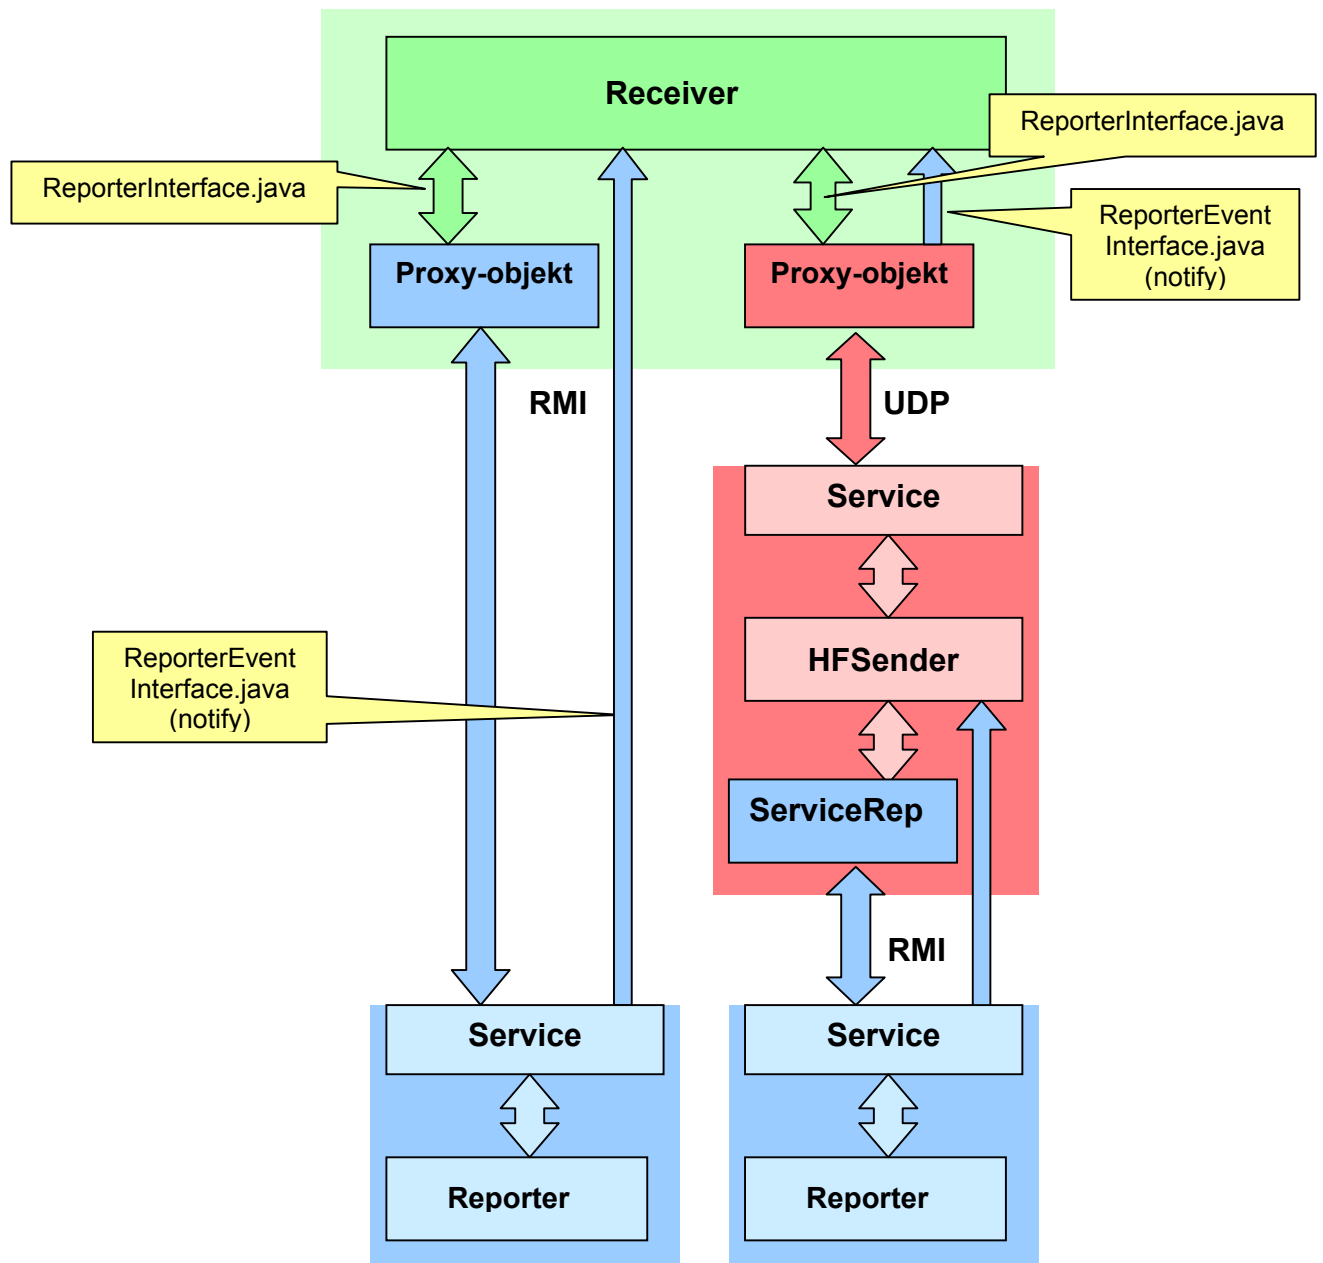 Receiver
ReporterInterface.java
ReporterInterface.java
ReporterEvent
Interface.java
(notify)
Proxy-objekt
Proxy-objekt
RMI
UDP
Service
HFSender
ReporterEvent
Interface.java
(notify)
ServiceRep
RMI
Service
Service
Reporter
Reporter